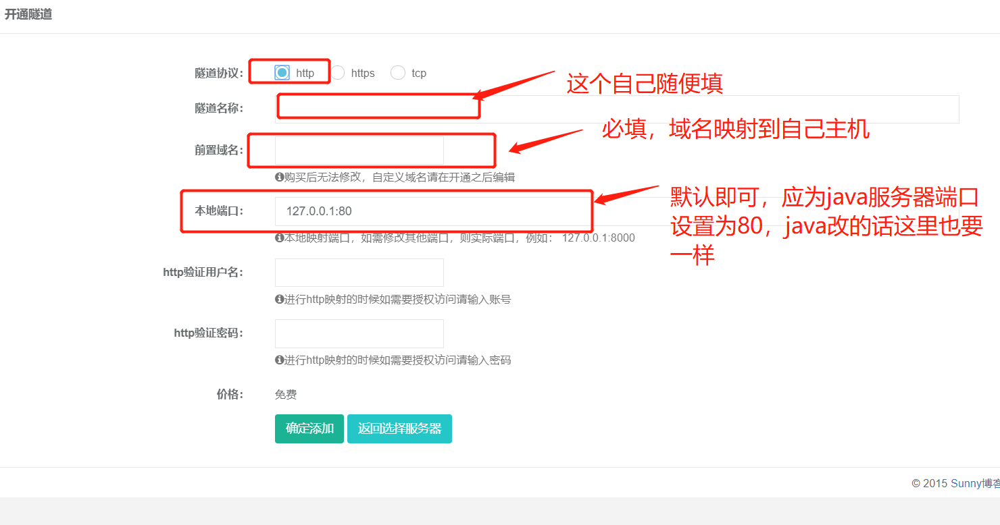 开通隧道
隧道协议： http https tcp
这个自己随便填
隧道名称：
必填，域名映射到自己主机
前置域名：
购买后无法修改，自定义域名请在开通之后编辑
默认即可，应为java服务器端口
设置为80，java改的话这里也要
一样
本地端口： 127.0.0.1:80
本地映射端口，如需修改其他端口，则实际端口，例如： 127.0.0.1:8000
http验证用户名：
进行http映射的时候如需要授权访问请输入账号
http验证密码：
进行http映射的时候如需要授权访问请输入密码
价格： 免费
确定添加 返回选择服务器
© 2015 Sunny博客